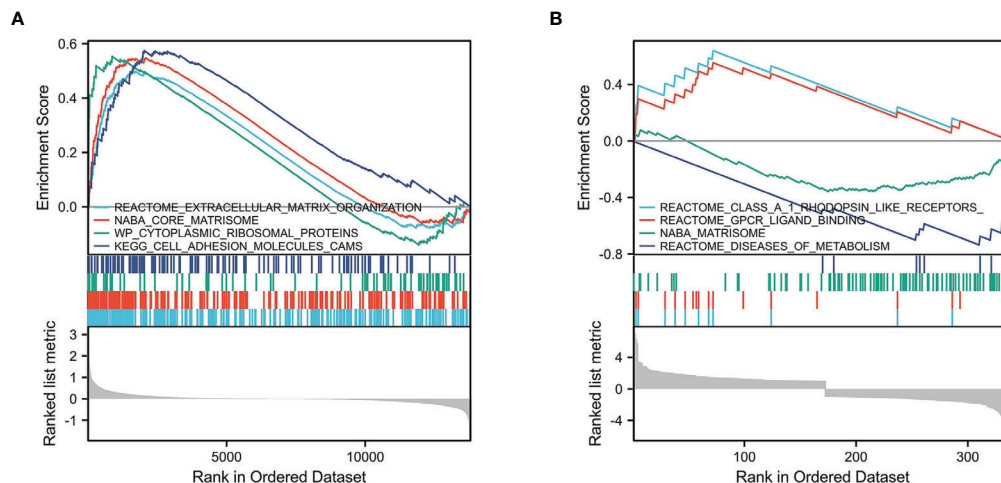 A
0.6
0.4
0.2
0.0
Enrichment Score
REACTOME_EXTRACELLULAR_MATRIX_ORGANIZATION
NABA_CORE_MATRISOME
WP_CYTOPLASMIC_RIBOSOMAL_PROTEINS
KEGG_CELL_ADHESION_MOLECULES_CAMS
3
2
1
0
-1
Ranked list metric
5000
10000
Rank in Ordered Dataset
B
0.4
0.0
-0.4
-0.8
Enrichment Score
REACTOME_CLASS_A_1_RHODOPSIN_LIKE_RECEPTORS_
REACTOME_GPCR_LIGAND_BINDING
NABA_MATRISOME
REACTOME_DISEASES_OF_METABOLISM
4
0
-4
Ranked list metric
100
200
300
Rank in Ordered Dataset